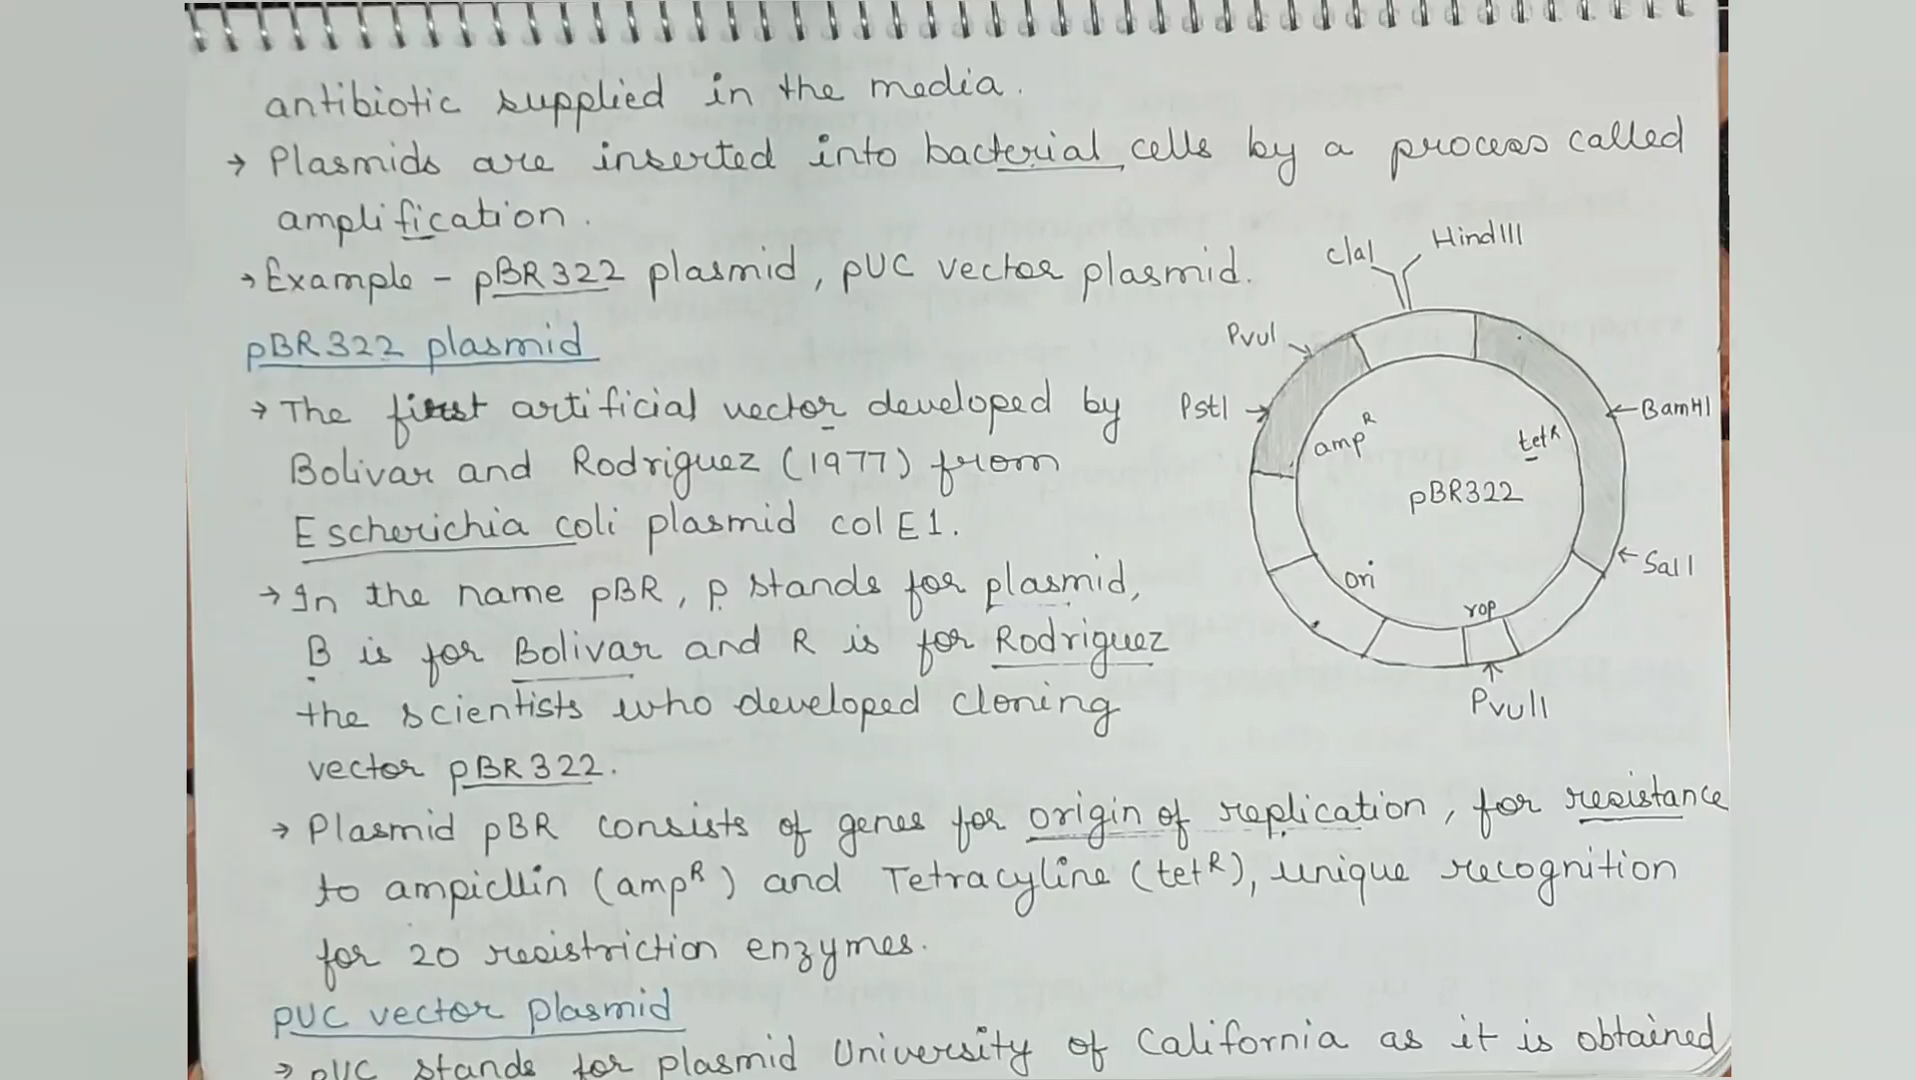 antibiotic supplied in the media.
→ Plasmids are inserted into bacterial cells by a process called
amplification.
→ Example - pBR322 plasmid, pUC vector plasmid.
pBR322 plasmid
→ The first artificial vector developed by
Bolivar and Rodriguez (1977) from
Escherichia coli plasmid col E1.
→ In the name pBR, p stands for plasmid,
B is for Bolivar and R is for Rodriguez
the scientists who developed cloning
vector pBR322.
→ Plasmid pBR consists of genes for origin of replication, for resistance
to ampicllin (ampᴿ) and Tetracyline (tetᴿ), unique recognition
for 20 resistriction enzymes.
pUC vector plasmid
→ pUC stands for plasmid University of California as it is obtained
ClaI
HindIII
PvuI
PstI
BamHI
ampᴿ
tetᴿ
pBR322
SalI
ori
rop
PvuII